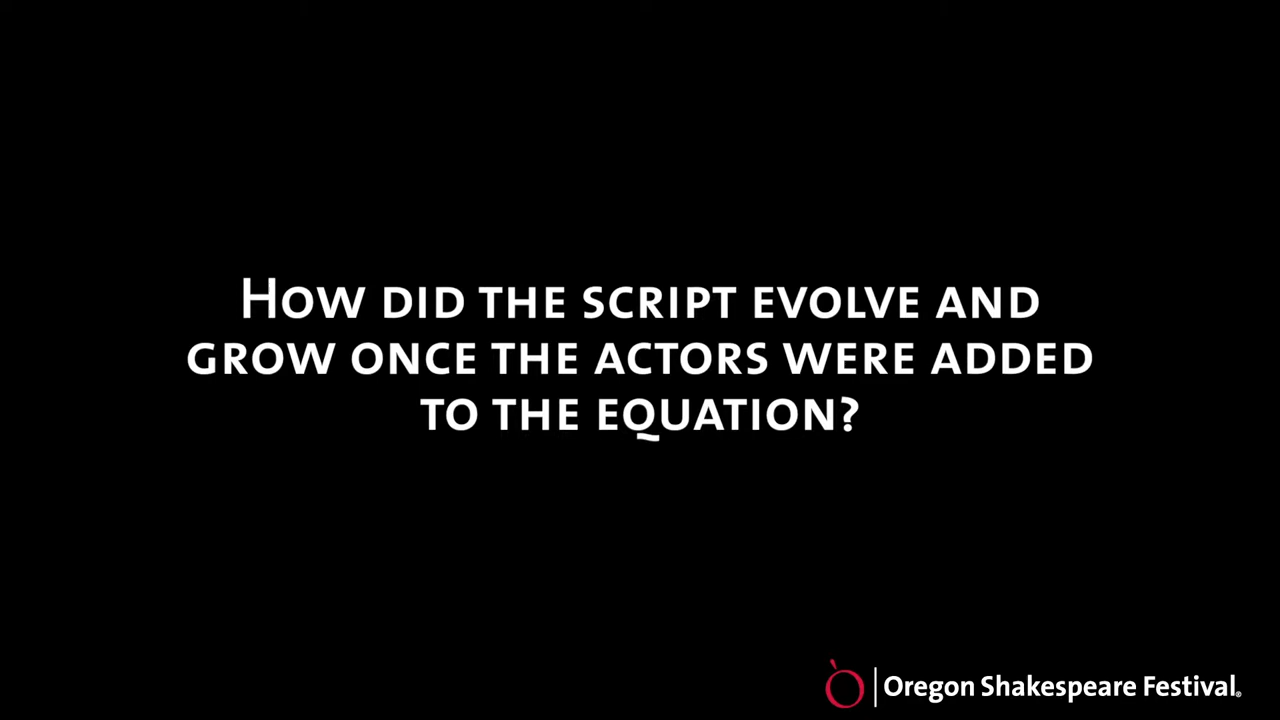 How did the script evolve and
grow once the actors were added
to the equation?
Oregon Shakespeare Festival®